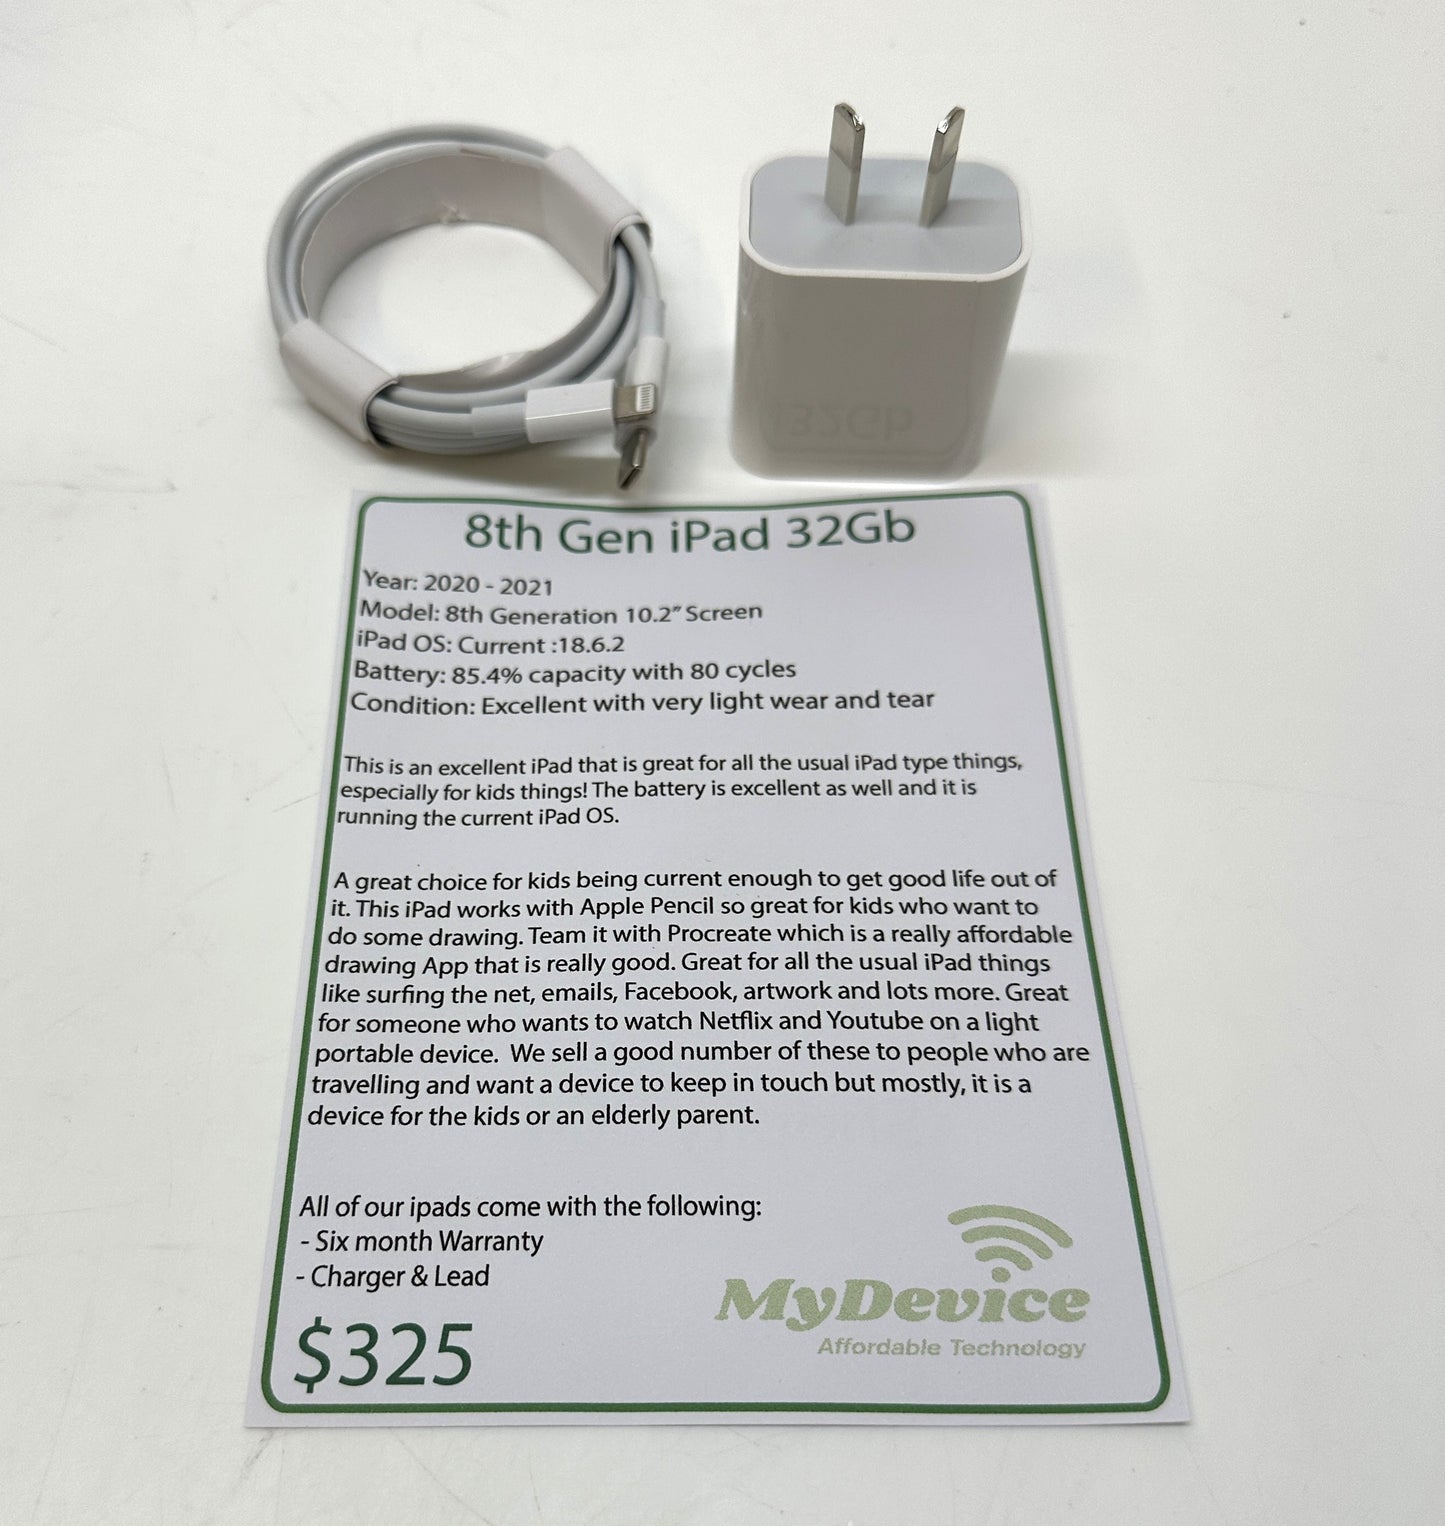 8th Gen iPad 32Gb
Year: 2020 - 2021
Model: 8th Generation 10.2" Screen
iPad OS: Current :18.6.2
Battery: 85.4% capacity with 80 cycles
Condition: Excellent with very light wear and tear
This is an excellent iPad that is great for all the usual iPad type things,
especially for kids things! The battery is excellent as well and it is
running the current iPad OS.
A great choice for kids being current enough to get good life out of
it. This iPad works with Apple Pencil so great for kids who want to
do some drawing. Team it with Procreate which is a really affordable
drawing App that is really good. Great for all the usual iPad things
like surfing the net, emails, Facebook, artwork and lots more. Great
for someone who wants to watch Netflix and Youtube on a light
portable device.  We sell a good number of these to people who are
travelling and want a device to keep in touch but mostly, it is a
device for the kids or an elderly parent.
All of our ipads come with the following:
- Six month Warranty
- Charger & Lead
$325
MyDevice
Affordable Technology